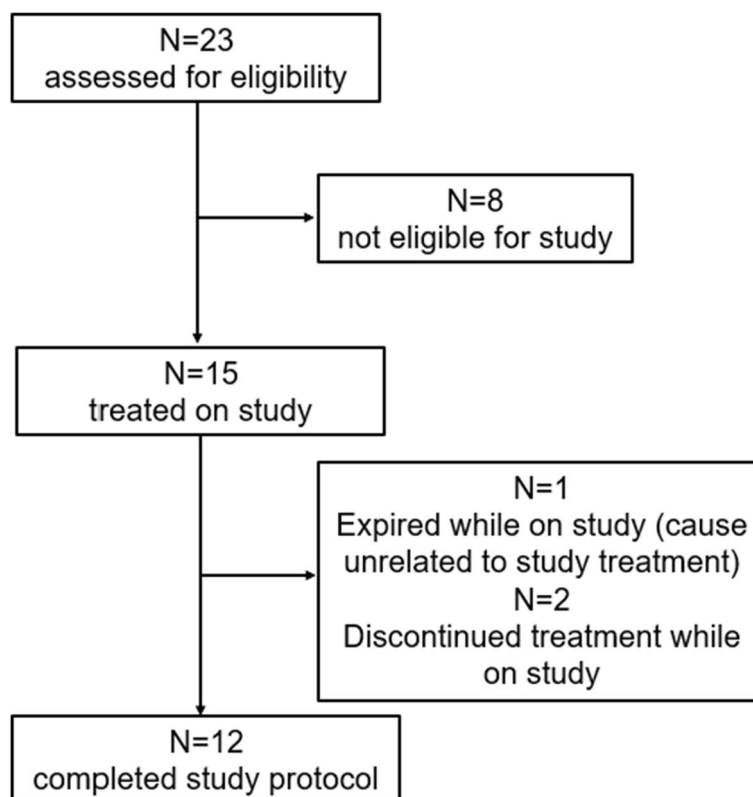 N=23
assessed for eligibility
N=8
not eligible for study
N=15
treated on study
N=1
Expired while on study (cause
unrelated to study treatment)
N=2
Discontinued treatment while
on study
N=12
completed study protocol